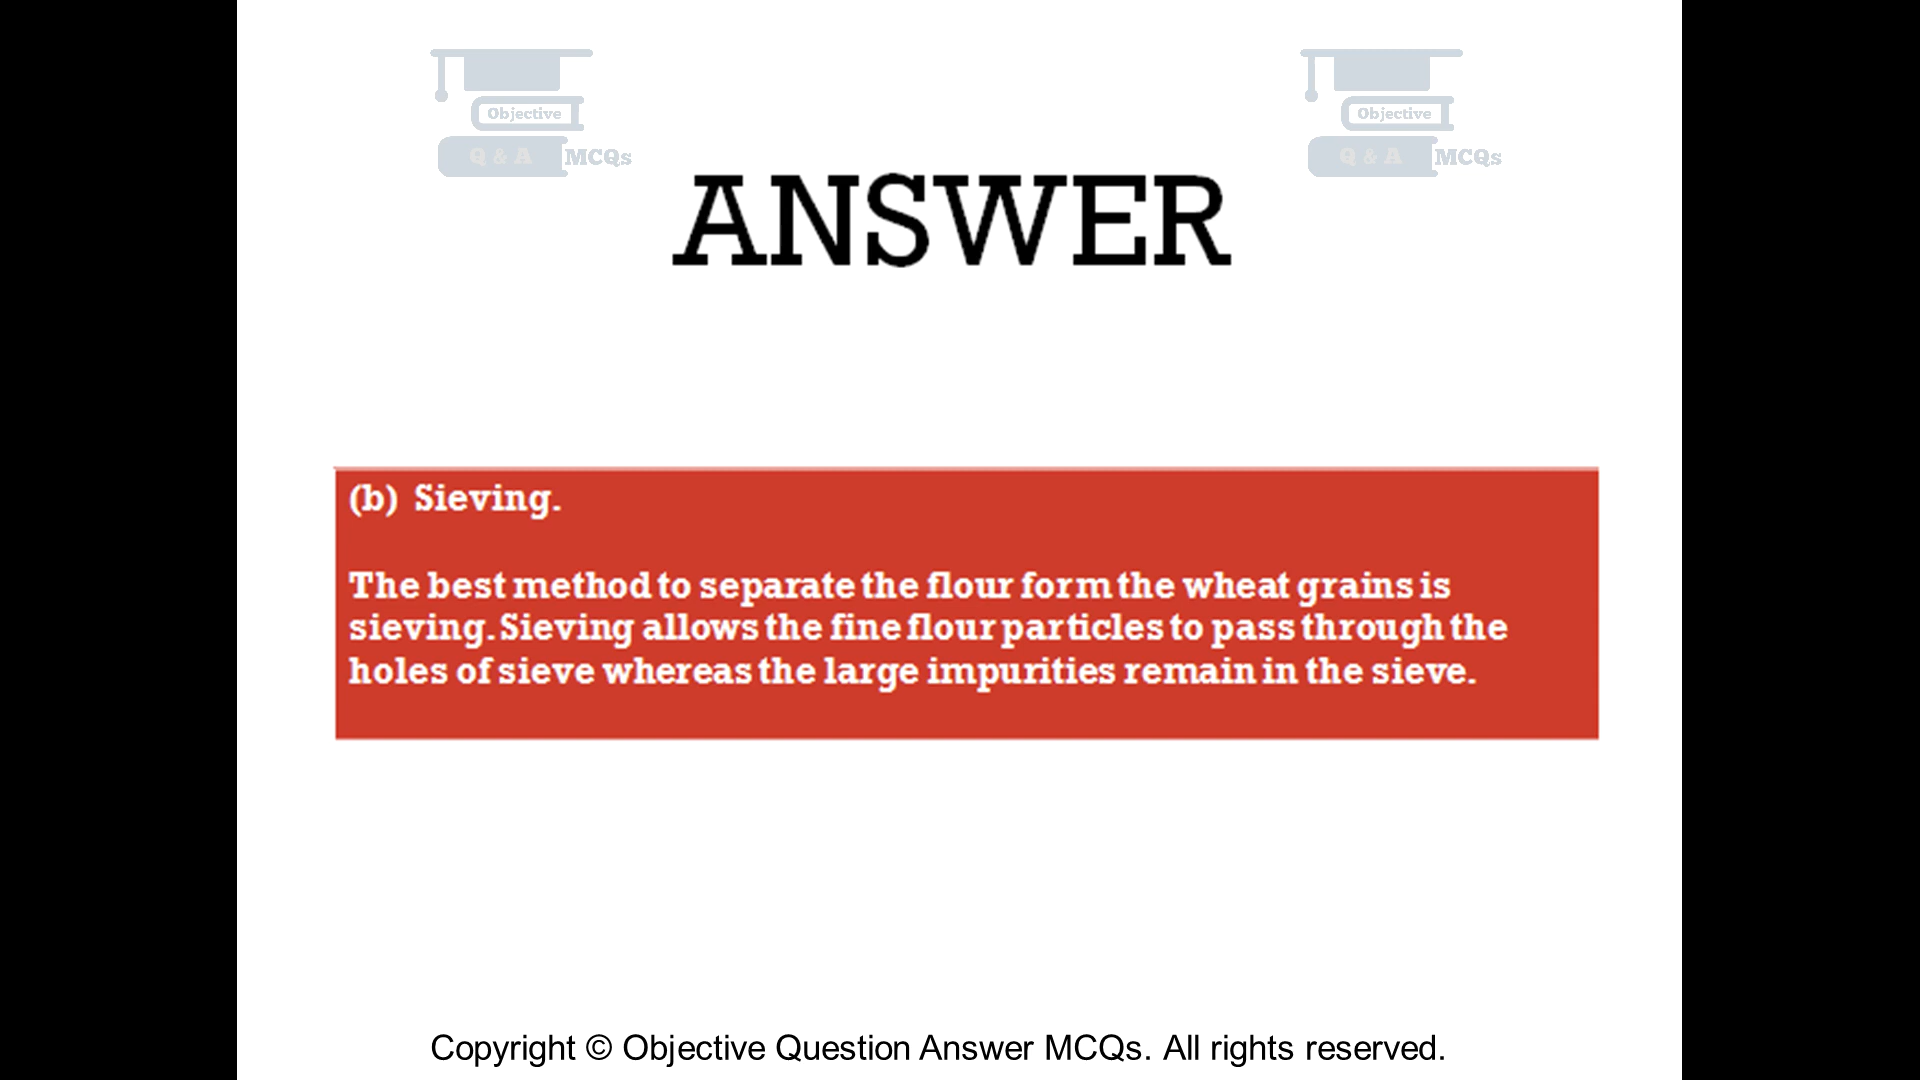 Objective
Q & A MCQs
Objective
Q & A MCQs
ANSWER
(b) Sieving.
The best method to separate the flour form the wheat grains is
sieving. Sieving allows the fine flour particles to pass through the
holes of sieve whereas the large impurities remain in the sieve.
Copyright © Objective Question Answer MCQs. All rights reserved.